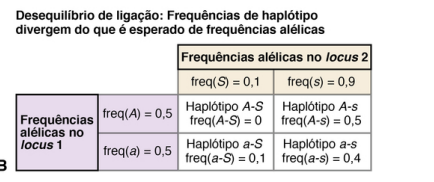 Desequilíbrio de ligação: Frequências de haplótipo
divergem do que é esperado de frequências alélicas
Frequências alélicas no locus 2
freq(S) = 0,1
freq(s) = 0,9
Frequências
alélicas no
locus 1
freq(A) = 0,5
Haplótipo A-S
freq(A-S) = 0
Haplótipo A-s
freq(A-s) = 0,5
freq(a) = 0,5
Haplótipo a-S
freq(a-S) = 0,1
Haplótipo a-s
freq(a-s) = 0,4
B